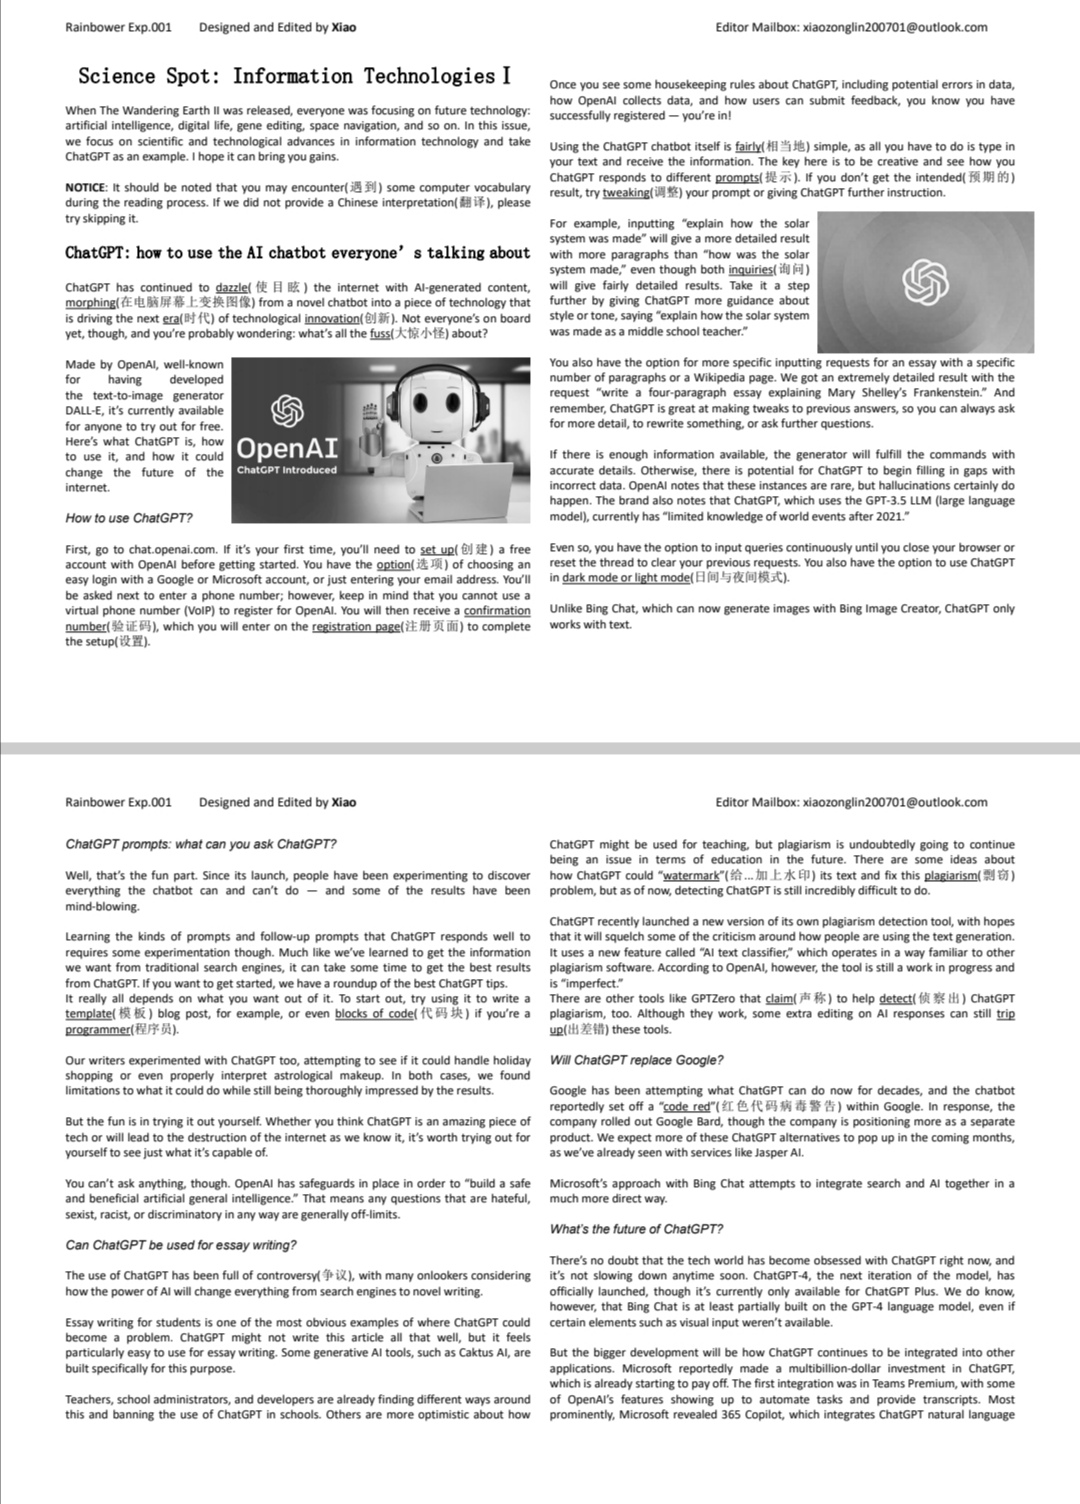 Rainbower Exp.001 Designed and Edited by Xiao Editor Mailbox: xiaozonglin200701@outlook.com
Science Spot: Information Technologies Ⅰ
When The Wandering Earth II was released, everyone was focusing on future technology:
artificial intelligence, digital life, gene editing, space navigation, and so on. In this issue,
we focus on scientific and technological advances in information technology and take
ChatGPT as an example. I hope it can bring you gains.
NOTICE: It should be noted that you may encounter(遇到) some computer vocabulary
during the reading process. If we did not provide a Chinese interpretation(翻译), please
try skipping it.
ChatGPT: how to use the AI chatbot everyone’s talking about
ChatGPT has continued to dazzle(使目眩) the internet with AI-generated content,
morphing(在电脑屏幕上变换图像) from a novel chatbot into a piece of technology that
is driving the next era(时代) of technological innovation(创新). Not everyone’s on board
yet, though, and you’re probably wondering: what’s all the fuss(大惊小怪) about?
Made by OpenAI, well-known
for having developed
the text-to-image generator
DALL-E, it’s currently available
for anyone to try out for free.
Here’s what ChatGPT is, how
to use it, and how it could
change the future of the
internet.
OpenAI
ChatGPT Introduced
How to use ChatGPT?
First, go to chat.openai.com. If it’s your first time, you’ll need to set up(创建) a free
account with OpenAI before getting started. You have the option(选项) of choosing an
easy login with a Google or Microsoft account, or just entering your email address. You’ll
be asked next to enter a phone number; however, keep in mind that you cannot use a
virtual phone number (VoIP) to register for OpenAI. You will then receive a confirmation
number(验证码), which you will enter on the registration page(注册页面) to complete
the setup(设置).
Once you see some housekeeping rules about ChatGPT, including potential errors in data,
how OpenAI collects data, and how users can submit feedback, you know you have
successfully registered — you’re in!
Using the ChatGPT chatbot itself is fairly(相当地) simple, as all you have to do is type in
your text and receive the information. The key here is to be creative and see how you
ChatGPT responds to different prompts(提示). If you don’t get the intended(预期的)
result, try tweaking(调整) your prompt or giving ChatGPT further instruction.
For example, inputting “explain how the solar
system was made” will give a more detailed result
with more paragraphs than “how was the solar
system made,” even though both inquiries(询问)
will give fairly detailed results. Take it a step
further by giving ChatGPT more guidance about
style or tone, saying “explain how the solar system
was made as a middle school teacher.”
You also have the option for more specific inputting requests for an essay with a specific
number of paragraphs or a Wikipedia page. We got an extremely detailed result with the
request “write a four-paragraph essay explaining Mary Shelley’s Frankenstein.” And
remember, ChatGPT is great at making tweaks to previous answers, so you can always ask
for more detail, to rewrite something, or ask further questions.
If there is enough information available, the generator will fulfill the commands with
accurate details. Otherwise, there is potential for ChatGPT to begin filling in gaps with
incorrect data. OpenAI notes that these instances are rare, but hallucinations certainly do
happen. The brand also notes that ChatGPT, which uses the GPT-3.5 LLM (large language
model), currently has “limited knowledge of world events after 2021.”
Even so, you have the option to input queries continuously until you close your browser or
reset the thread to clear your previous requests. You also have the option to use ChatGPT
in dark mode or light mode(日间与夜间模式).
Unlike Bing Chat, which can now generate images with Bing Image Creator, ChatGPT only
works with text.
Rainbower Exp.001 Designed and Edited by Xiao Editor Mailbox: xiaozonglin200701@outlook.com
ChatGPT prompts: what can you ask ChatGPT?
Well, that’s the fun part. Since its launch, people have been experimenting to discover
everything the chatbot can and can’t do — and some of the results have been
mind-blowing.
Learning the kinds of prompts and follow-up prompts that ChatGPT responds well to
requires some experimentation though. Much like we’ve learned to get the information
we want from traditional search engines, it can take some time to get the best results
from ChatGPT. If you want to get started, we have a roundup of the best ChatGPT tips.
It really all depends on what you want out of it. To start out, try using it to write a
template(模板) blog post, for example, or even blocks of code(代码块) if you’re a
programmer(程序员).
Our writers experimented with ChatGPT too, attempting to see if it could handle holiday
shopping or even properly interpret astrological makeup. In both cases, we found
limitations to what it could do while still being thoroughly impressed by the results.
But the fun is in trying it out yourself. Whether you think ChatGPT is an amazing piece of
tech or will lead to the destruction of the internet as we know it, it’s worth trying out for
yourself to see just what it’s capable of.
You can’t ask anything, though. OpenAI has safeguards in place in order to “build a safe
and beneficial artificial general intelligence.” That means any questions that are hateful,
sexist, racist, or discriminatory in any way are generally off-limits.
Can ChatGPT be used for essay writing?
The use of ChatGPT has been full of controversy(争议), with many onlookers considering
how the power of AI will change everything from search engines to novel writing.
Essay writing for students is one of the most obvious examples of where ChatGPT could
become a problem. ChatGPT might not write this article all that well, but it feels
particularly easy to use for essay writing. Some generative AI tools, such as Caktus AI, are
built specifically for this purpose.
Teachers, school administrators, and developers are already finding different ways around
this and banning the use of ChatGPT in schools. Others are more optimistic about how
ChatGPT might be used for teaching, but plagiarism is undoubtedly going to continue
being an issue in terms of education in the future. There are some ideas about
how ChatGPT could “watermark”(给...加上水印) its text and fix this plagiarism(剽窃)
problem, but as of now, detecting ChatGPT is still incredibly difficult to do.
ChatGPT recently launched a new version of its own plagiarism detection tool, with hopes
that it will squelch some of the criticism around how people are using the text generation.
It uses a new feature called “AI text classifier,” which operates in a way familiar to other
plagiarism software. According to OpenAI, however, the tool is still a work in progress and
is “imperfect.”
There are other tools like GPTZero that claim(声称) to help detect(侦察出) ChatGPT
plagiarism, too. Although they work, some extra editing on AI responses can still trip
up(出差错) these tools.
Will ChatGPT replace Google?
Google has been attempting what ChatGPT can do now for decades, and the chatbot
reportedly set off a “code red”(红色代码病毒警告) within Google. In response, the
company rolled out Google Bard, though the company is positioning more as a separate
product. We expect more of these ChatGPT alternatives to pop up in the coming months,
as we’ve already seen with services like Jasper AI.
Microsoft’s approach with Bing Chat attempts to integrate search and AI together in a
much more direct way.
What’s the future of ChatGPT?
There’s no doubt that the tech world has become obsessed with ChatGPT right now, and
it’s not slowing down anytime soon. ChatGPT-4, the next iteration of the model, has
officially launched, though it’s currently only available for ChatGPT Plus. We do know,
however, that Bing Chat is at least partially built on the GPT-4 language model, even if
certain elements such as visual input weren’t available.
But the bigger development will be how ChatGPT continues to be integrated into other
applications. Microsoft reportedly made a multibillion-dollar investment in ChatGPT,
which is already starting to pay off. The first integration was in Teams Premium, with some
of OpenAI’s features showing up to automate tasks and provide transcripts. Most
prominently, Microsoft revealed 365 Copilot, which integrates ChatGPT natural language